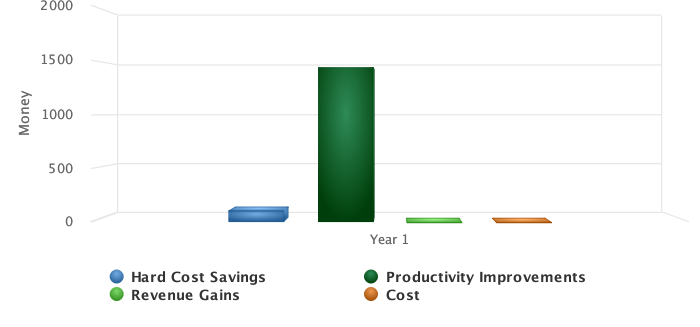 2000
1500
1000
500
0
Money
Year 1
Hard Cost Savings
Productivity Improvements
Revenue Gains
Cost